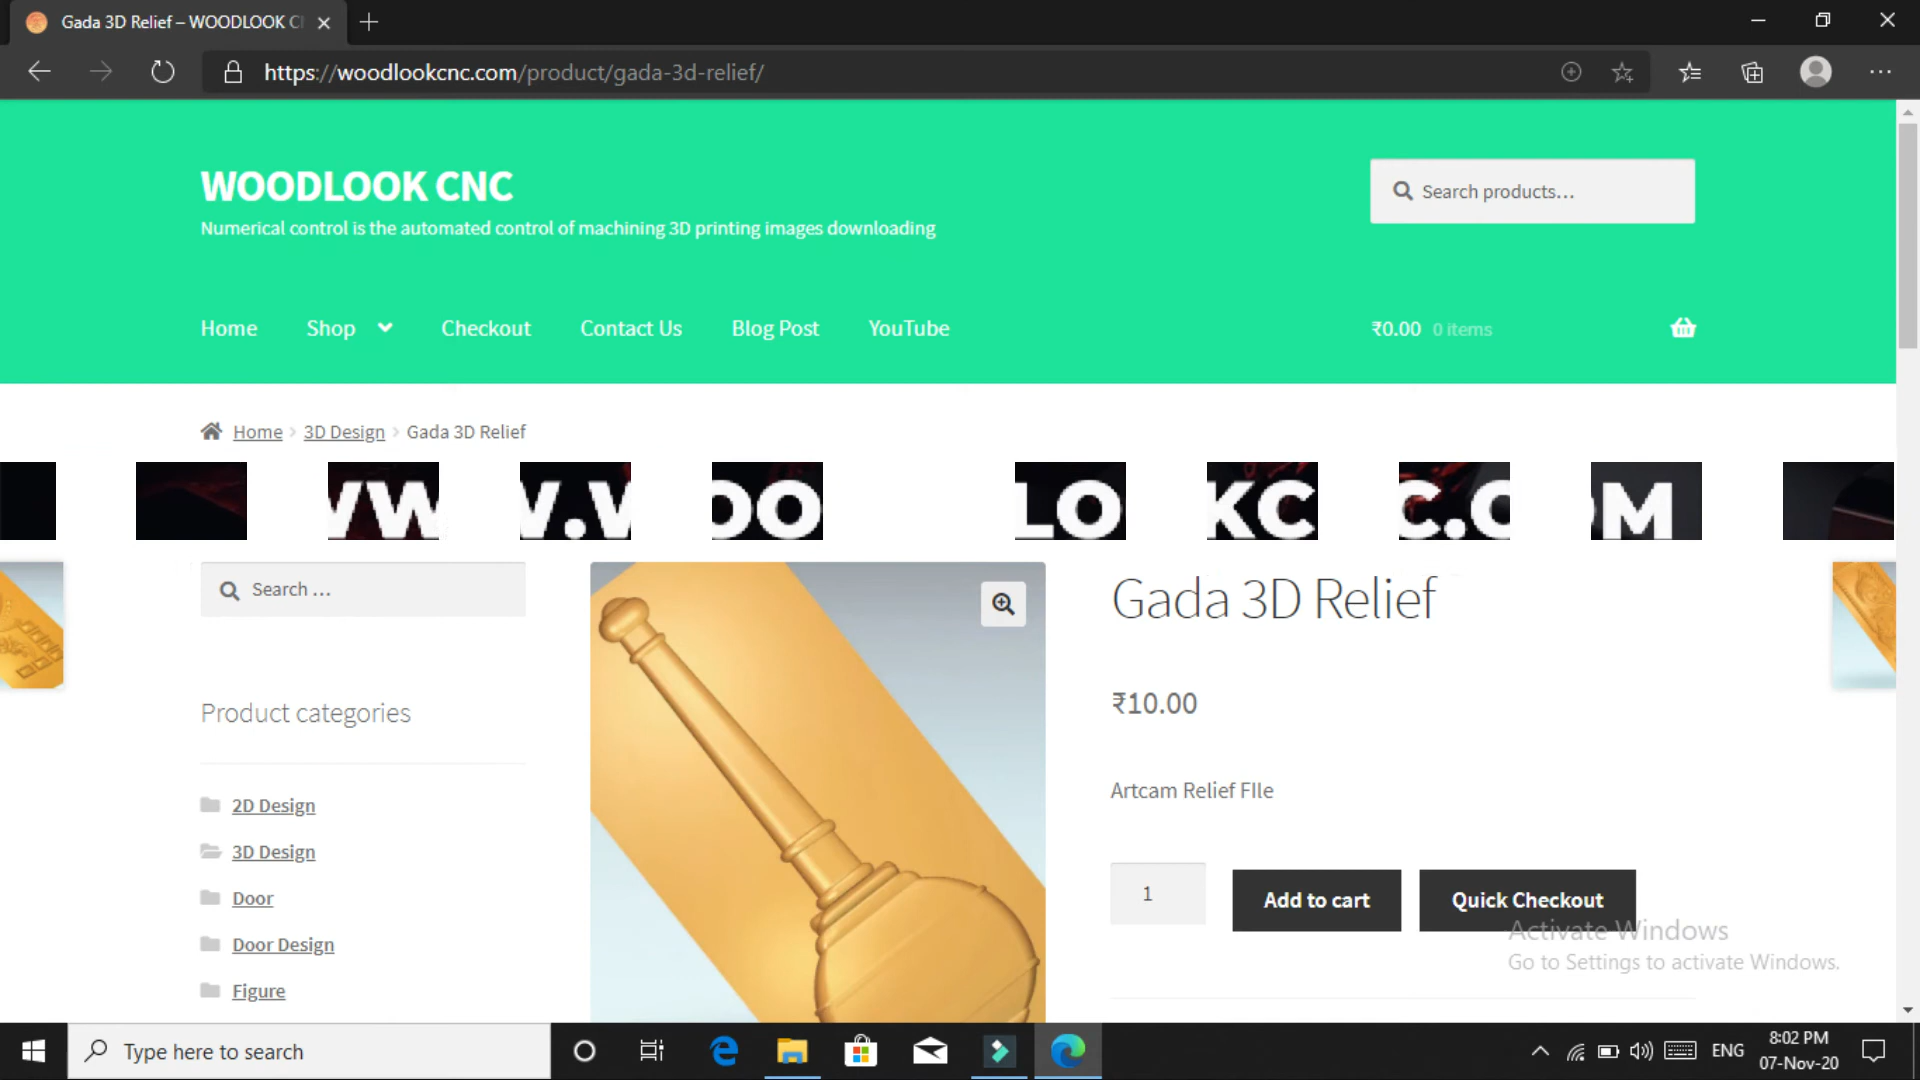 Gada 3D Relief – WOODLOOK C
https://woodlookcnc.com/product/gada-3d-relief/
WOODLOOK CNC
Numerical control is the automated control of machining 3D printing images downloading
Search products…
Home Shop Checkout Contact Us Blog Post YouTube
₹0.00 0 items
Home › 3D Design › Gada 3D Relief
WWW.WOODLOOKCNC.COM
Search …
Product categories
2D Design
3D Design
Door
Door Design
Figure
Gada 3D Relief
₹10.00
Artcam Relief FIle
1 Add to cart Quick Checkout
Activate Windows
Go to Settings to activate Windows.
Type here to search
ENG
8:02 PM
07-Nov-20